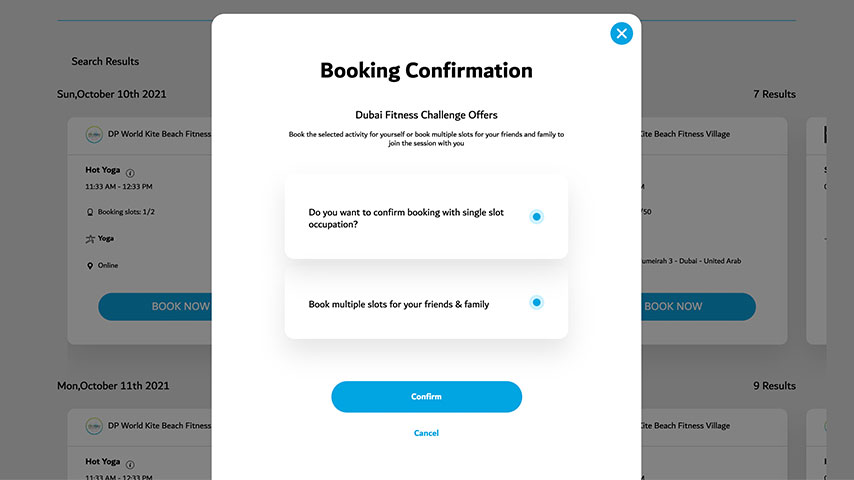 Booking Confirmation
Dubai Fitness Challenge Offers
Book the selected activity for yourself or book multiple slots for your friends and family to
join the session with you
Do you want to confirm booking with single slot
occupation?
Book multiple slots for your friends & family
Confirm
Cancel
Search Results
Sun,October 10th 2021
7 Results
DP World Kite Beach Fitness
Hot Yoga
11:33 AM - 12:33 PM
Booking slots: 1/2
Yoga
Online
BOOK NOW
Kite Beach Fitness Village
/50
umeirah 3 - Dubai - United Arab
BOOK NOW
Mon,October 11th 2021
9 Results
DP World Kite Beach Fitness
Hot Yoga
11:33 AM - 12:33 PM
Kite Beach Fitness Village